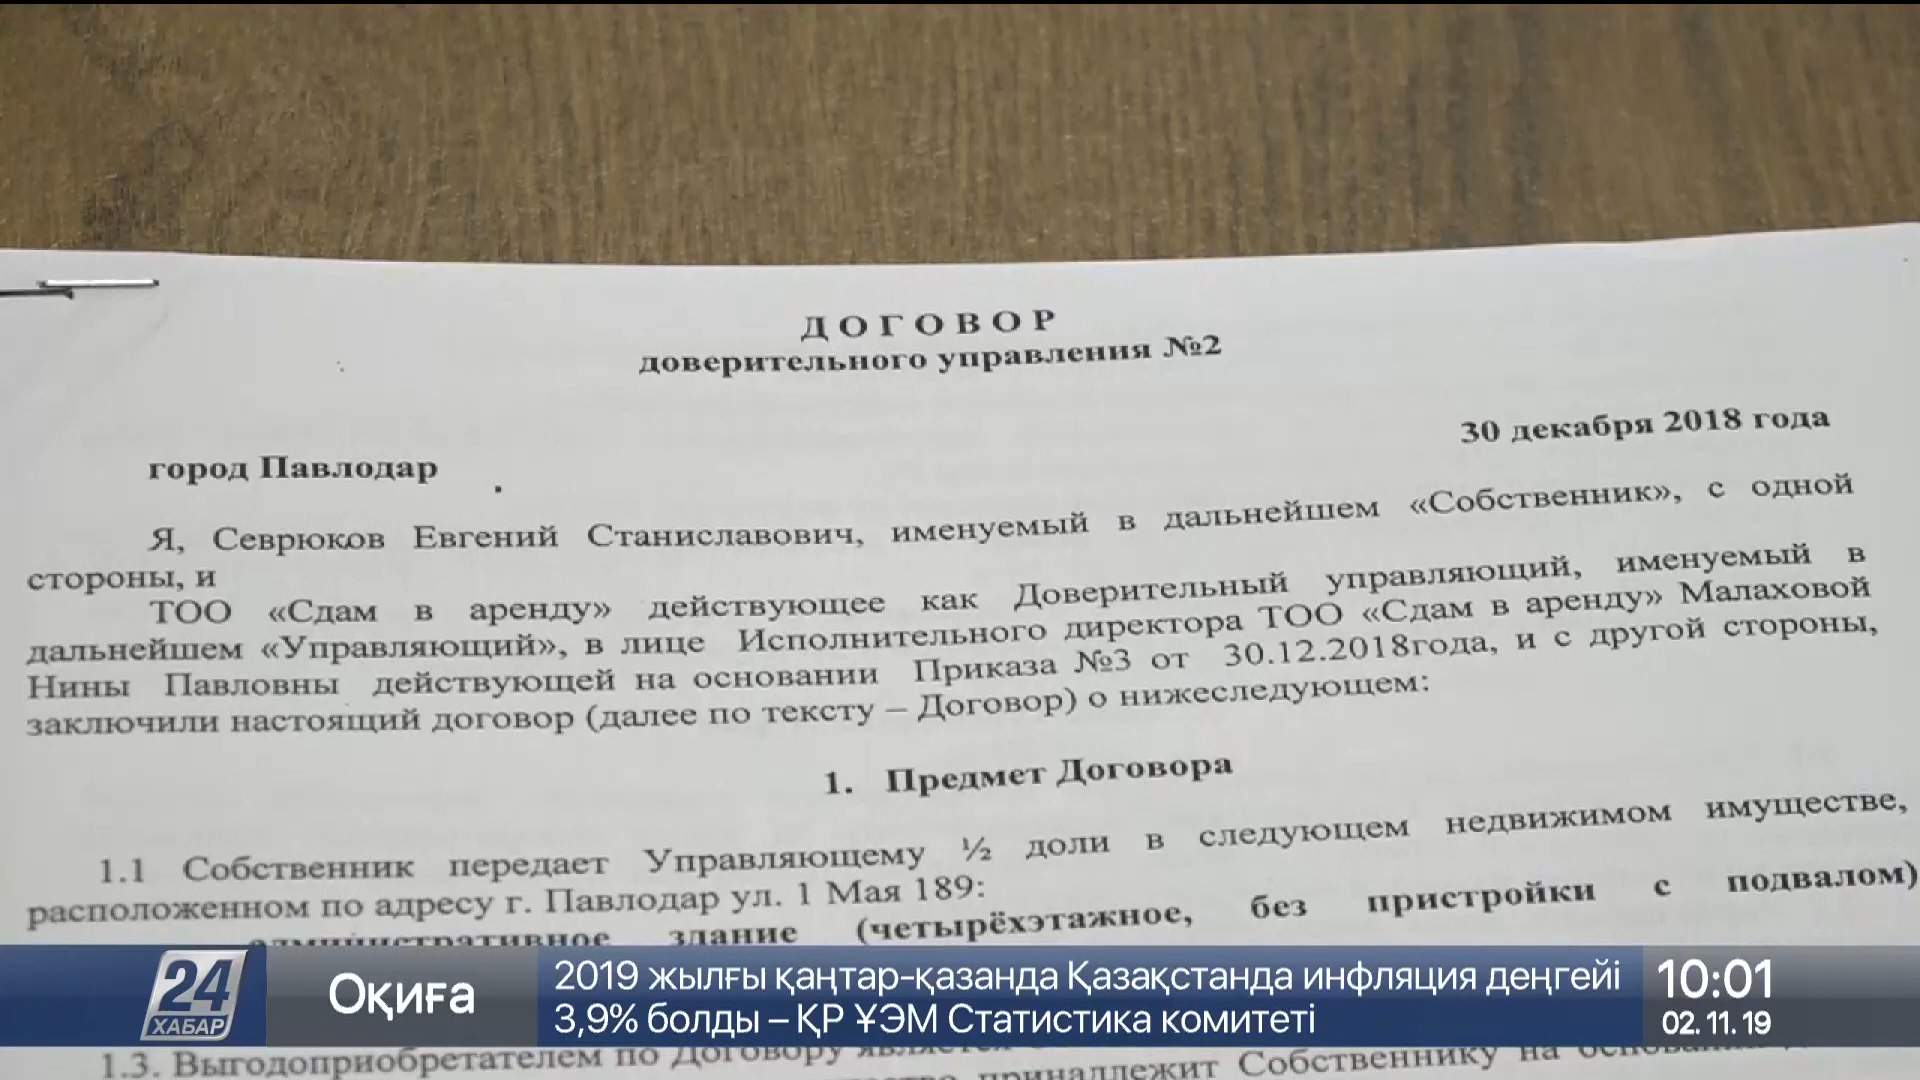 Д О Г О В О Р
доверительного управления №2
30 декабря 2018 года
город Павлодар
Я, Севрюков Евгений Станиславович, именуемый в дальнейшем «Собственник», с одной
стороны, и
ТОО «Сдам в аренду» действующее как Доверительный управляющий, именуемый в
дальнейшем «Управляющий», в лице Исполнительного директора ТОО «Сдам в аренду» Малаховой
Нины Павловны действующей на основании Приказа №3 от 30.12.2018года, и с другой стороны,
заключили настоящий договор (далее по тексту – Договор) о нижеследующем:
1. Предмет Договора
1.1 Собственник передает Управляющему ½ доли в следующем недвижимом имуществе,
расположенном по адресу г. Павлодар ул. 1 Мая 189:
административное здание (четырёхэтажное, без пристройки с подвалом)
24
ХАБАР
Оқиға
2019 жылғы қаңтар-қазанда Қазақстанда инфляция деңгейі
3,9% болды – ҚР ҰЭМ Статистика комитеті
10:01
02.11.19
1.3. Выгодоприобретателем по Договору
принадлежит Собственнику на